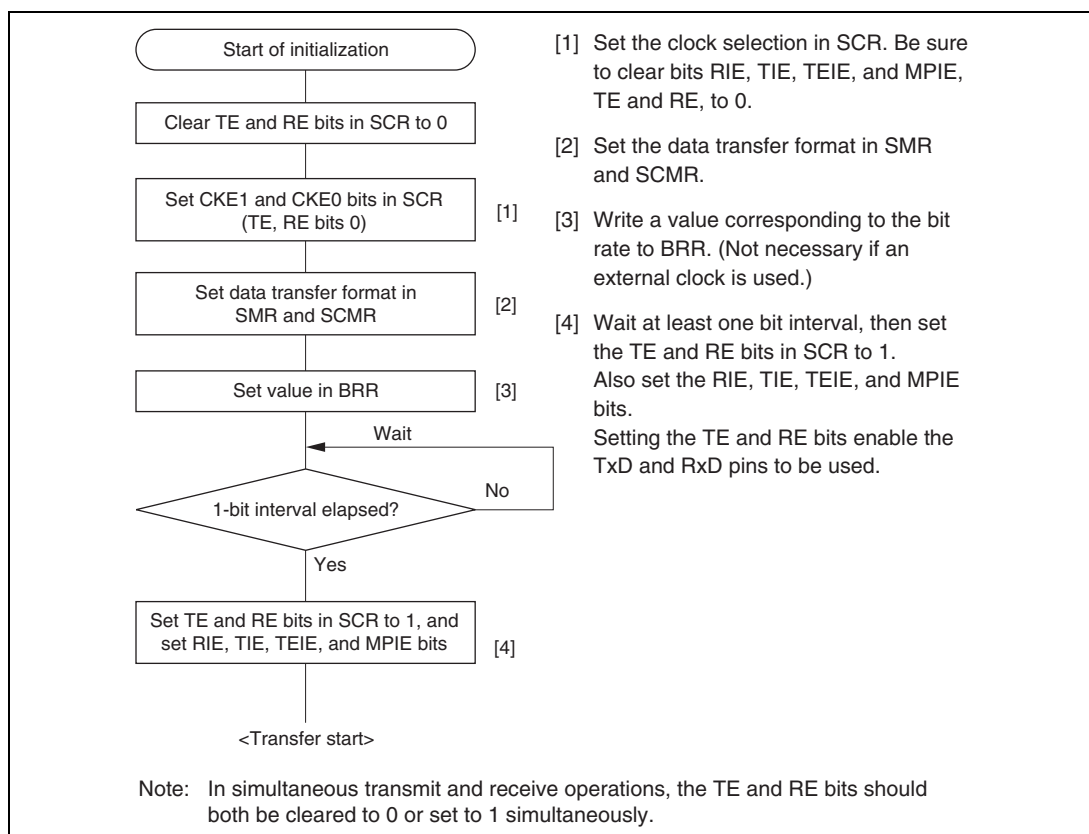 Start of initialization
Clear TE and RE bits in SCR to 0
Set CKE1 and CKE0 bits in SCR
(TE, RE bits 0)
[1]
Set data transfer format in
SMR and SCMR
[2]
Set value in BRR
[3]
Wait
No
1-bit interval elapsed?
Yes
Set TE and RE bits in SCR to 1, and
set RIE, TIE, TEIE, and MPIE bits
[4]
<Transfer start>
[1] Set the clock selection in SCR. Be sure
to clear bits RIE, TIE, TEIE, and MPIE,
TE and RE, to 0.
[2] Set the data transfer format in SMR
and SCMR.
[3] Write a value corresponding to the bit
rate to BRR. (Not necessary if an
external clock is used.)
[4] Wait at least one bit interval, then set
the TE and RE bits in SCR to 1.
Also set the RIE, TIE, TEIE, and MPIE
bits.
Setting the TE and RE bits enable the
TxD and RxD pins to be used.
Note: In simultaneous transmit and receive operations, the TE and RE bits should
both be cleared to 0 or set to 1 simultaneously.